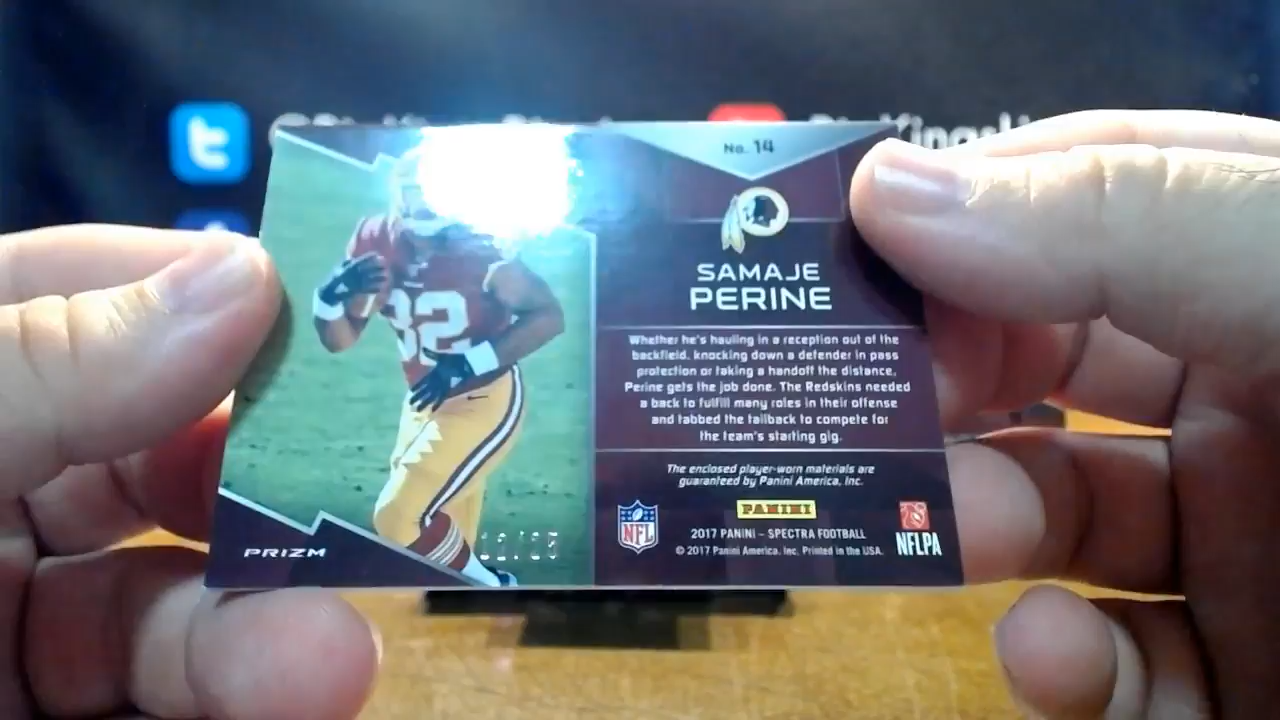 No. 14
SAMAJE
PERINE
32
Whether he's hauling in a reception out of the
backfield, knocking down a defender in pass
protection or taking a handoff the distance,
Perine gets the job done. The Redskins needed
a back to fulfill many roles in their offense
and tabbed the tailback to compete for
the team's starting gig.
The enclosed player-worn materials are
guaranteed by Panini America, Inc.
PANINI
NFL
2017 PANINI – SPECTRA FOOTBALL
© 2017 Panini America, Inc. Printed in the USA.
NFLPA
PRIZM